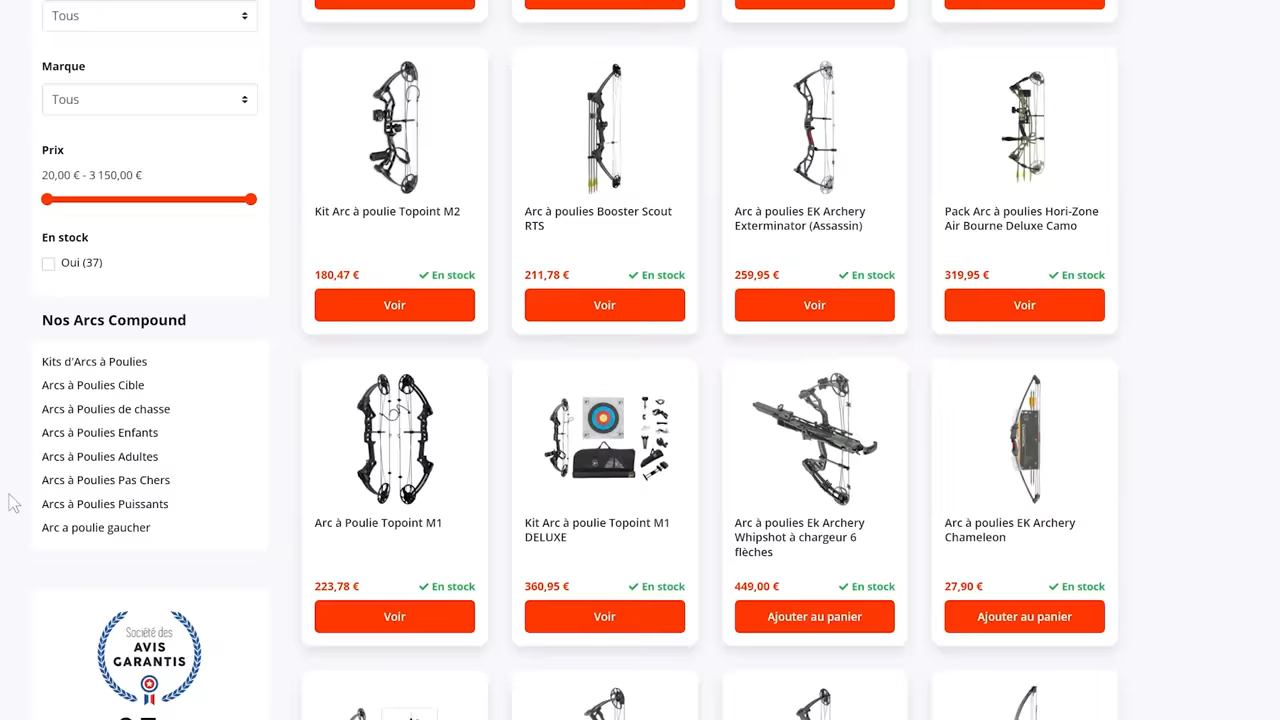 Tous
Marque
Tous
Prix
20,00 € - 3 150,00 €
En stock
Oui (37)
Nos Arcs Compound
Kits d'Arcs à Poulies
Arcs à Poulies Cible
Arcs à Poulies de chasse
Arcs à Poulies Enfants
Arcs à Poulies Adultes
Arcs à Poulies Pas Chers
Arcs à Poulies Puissants
Arc a poulie gaucher
Société des
AVIS
GARANTIS
Kit Arc à poulie Topoint M2
180,47 €
En stock
Voir
Arc à poulies Booster Scout
RTS
211,78 €
En stock
Voir
Arc à poulies EK Archery
Exterminator (Assassin)
259,95 €
En stock
Voir
Pack Arc à poulies Hori-Zone
Air Bourne Deluxe Camo
319,95 €
En stock
Voir
Arc à Poulie Topoint M1
223,78 €
En stock
Voir
Kit Arc à poulie Topoint M1
DELUXE
360,95 €
En stock
Voir
Arc à poulies Ek Archery
Whipshot à chargeur 6
flèches
449,00 €
En stock
Ajouter au panier
Arc à poulies EK Archery
Chameleon
27,90 €
En stock
Ajouter au panier